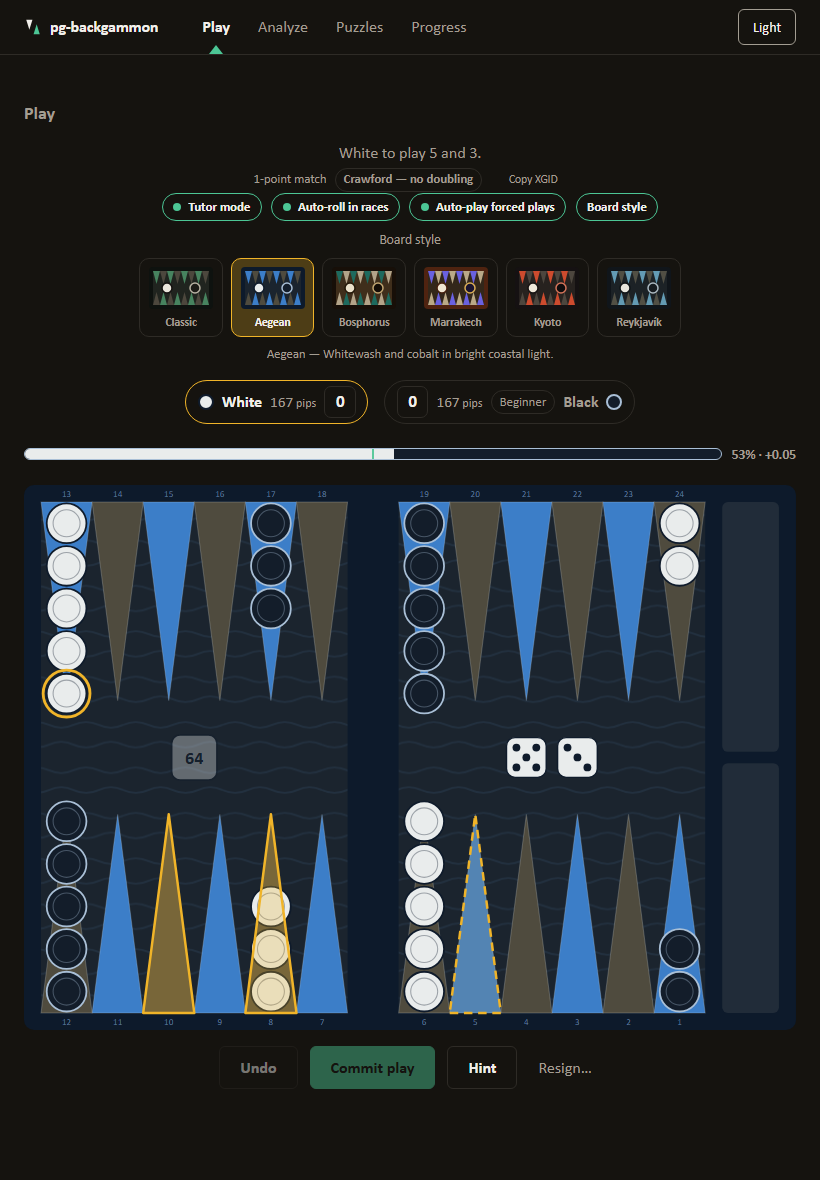 pg-backgammon Play Analyze Puzzles Progress Light
Play
White to play 5 and 3.
1-point match Crawford — no doubling Copy XGID
Tutor mode Auto-roll in races Auto-play forced plays Board style
Board style
Classic Aegean Bosphorus Marrakech Kyoto Reykjavík
Aegean — Whitewash and cobalt in bright coastal light.
White 167 pips 0 0 167 pips Beginner Black
53% · +0.05
13 14 15 16 17 18 19 20 21 22 23 24
64
12 11 10 9 8 7 6 5 4 3 2 1
Undo Commit play Hint Resign...